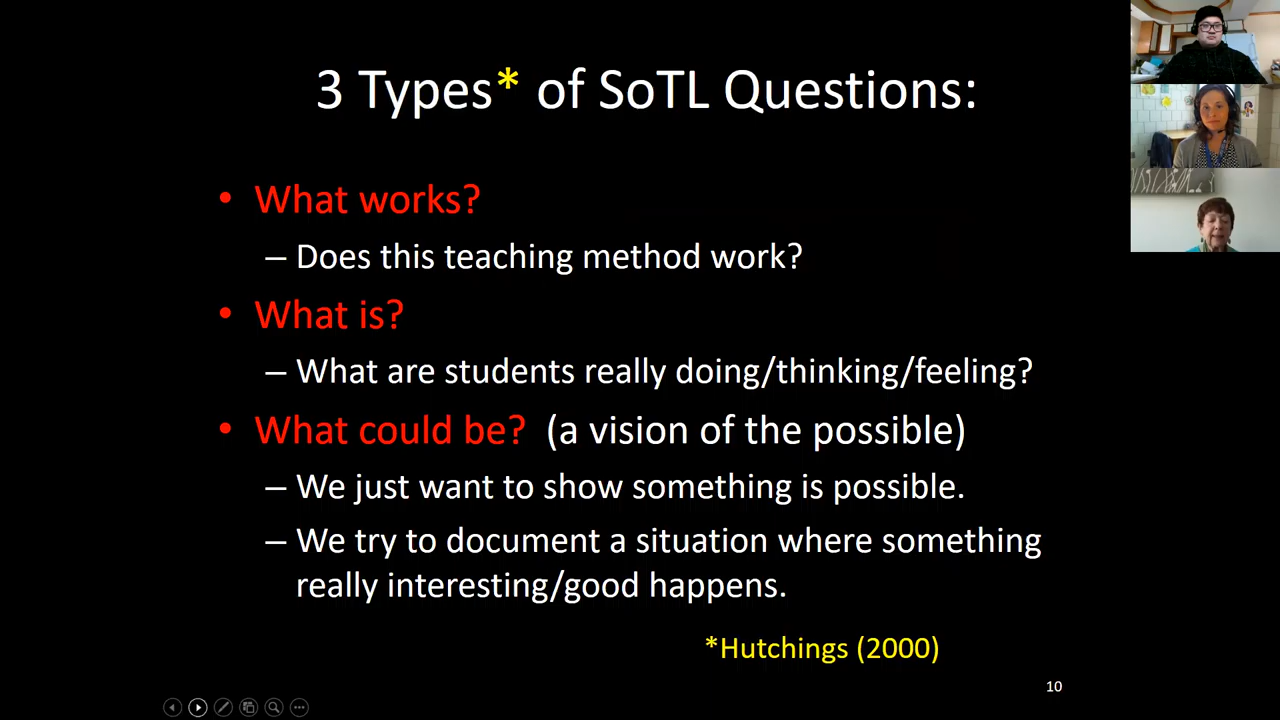 3 Types* of SoTL Questions:
• What works?
– Does this teaching method work?
• What is?
– What are students really doing/thinking/feeling?
• What could be? (a vision of the possible)
– We just want to show something is possible.
– We try to document a situation where something
really interesting/good happens.
*Hutchings (2000)
10